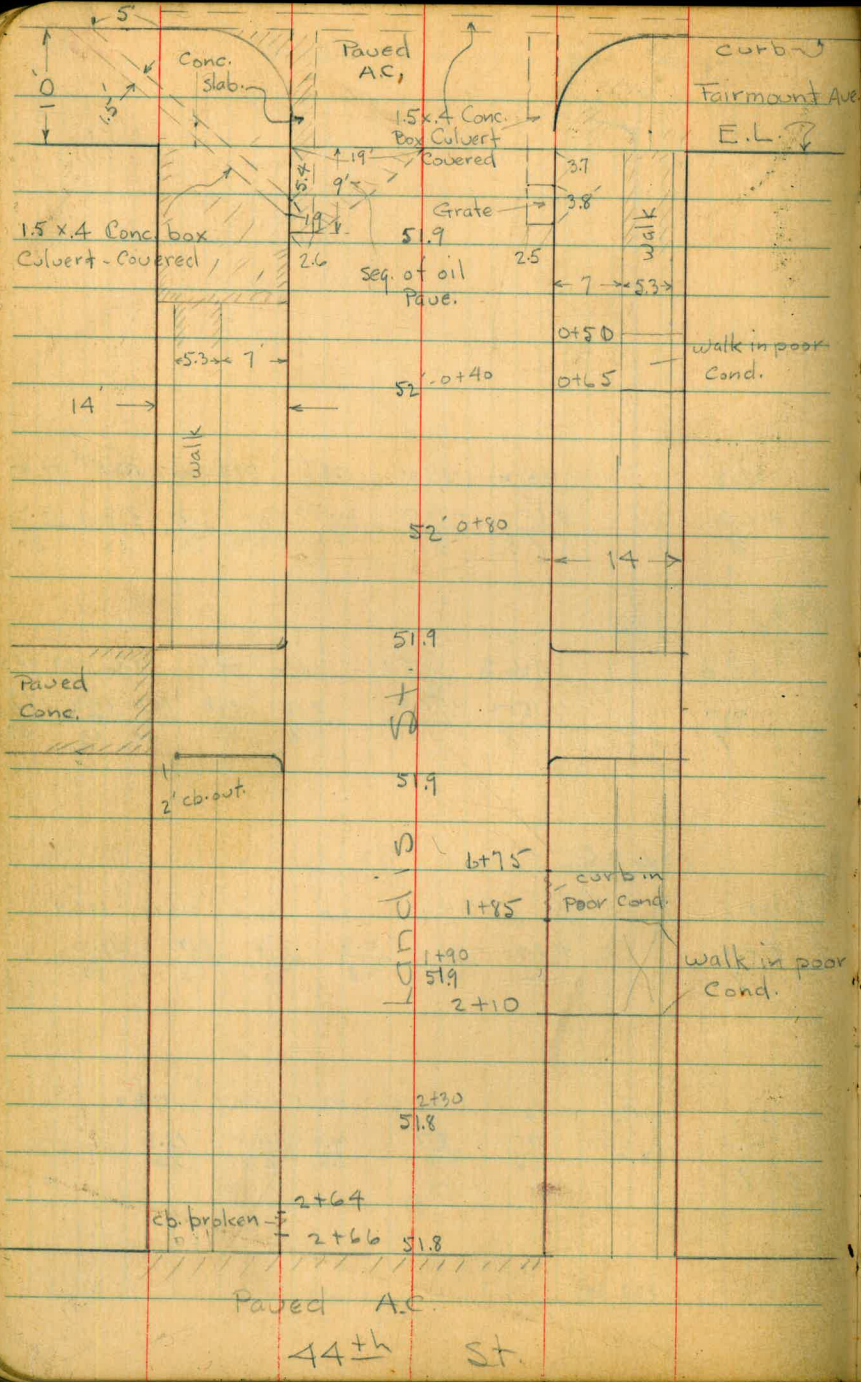 5'
Conc.
slab.
Paved
A.C.
curb
10'
1.5'
Fairmount Ave.
E.L.
1.5 x .4 Conc.
Box Culvert
Covered
19'
9'
5.4
19
2.6
3.7
3.8'
Grate
2.5
51.9
walk
1.5 x .4 Conc. box
Culvert - Covered
seg. of oil
Pave.
7
5.3
0+50
walk in poor
Cond.
5.3
7'
52'
0+40
0+65
14'
walk
52'
0+80
14
51.9
Paved
Conc.
51.9
2' cb. out.
Landis St.
6+75
curb in
Poor Cond.
1+85
1+90
51.9
walk in poor
Cond.
2+10
2+30
51.8
2+64
cb. broken
2+66
51.8
Paved A.C.
44th St.